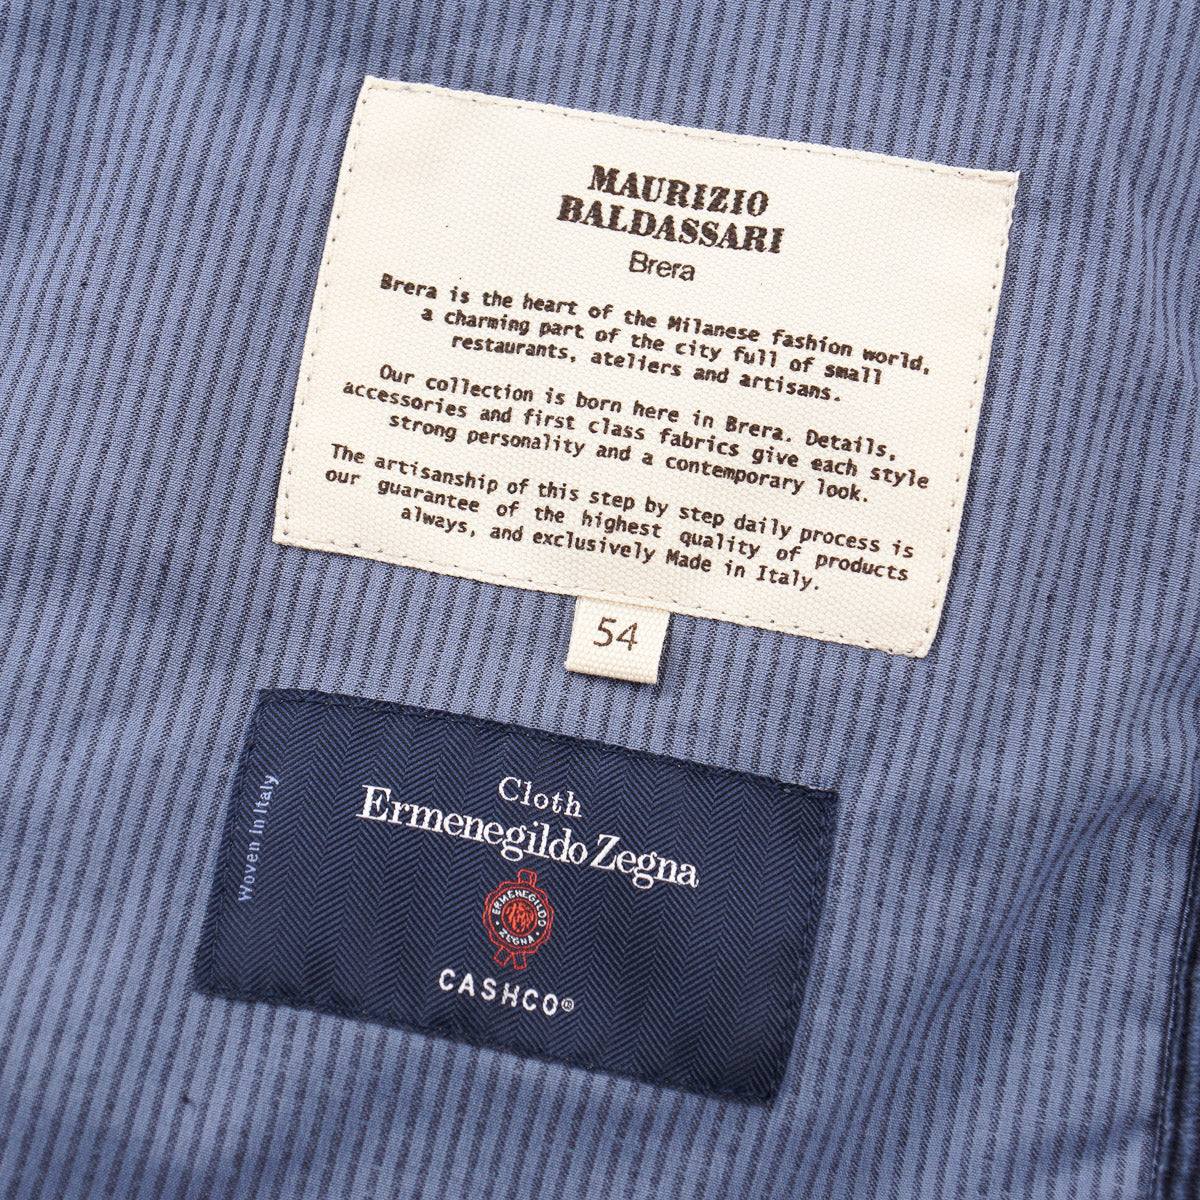 MAURIZIO
BALDASSARI
Brera
Brera is the heart of the Milanese fashion world,
a charming part of the city full of small
restaurants, ateliers and artisans.
Our collection is born here in Brera. Details,
accessories and first class fabrics give each style
strong personality and a contemporary look.
The artisanship of this step by step daily process is
our guarantee of the highest quality of products
always, and exclusively Made in Italy.
54
Woven in Italy
Cloth
Ermenegildo Zegna
ERMENEGILDO
ZEGNA
CASHCO®